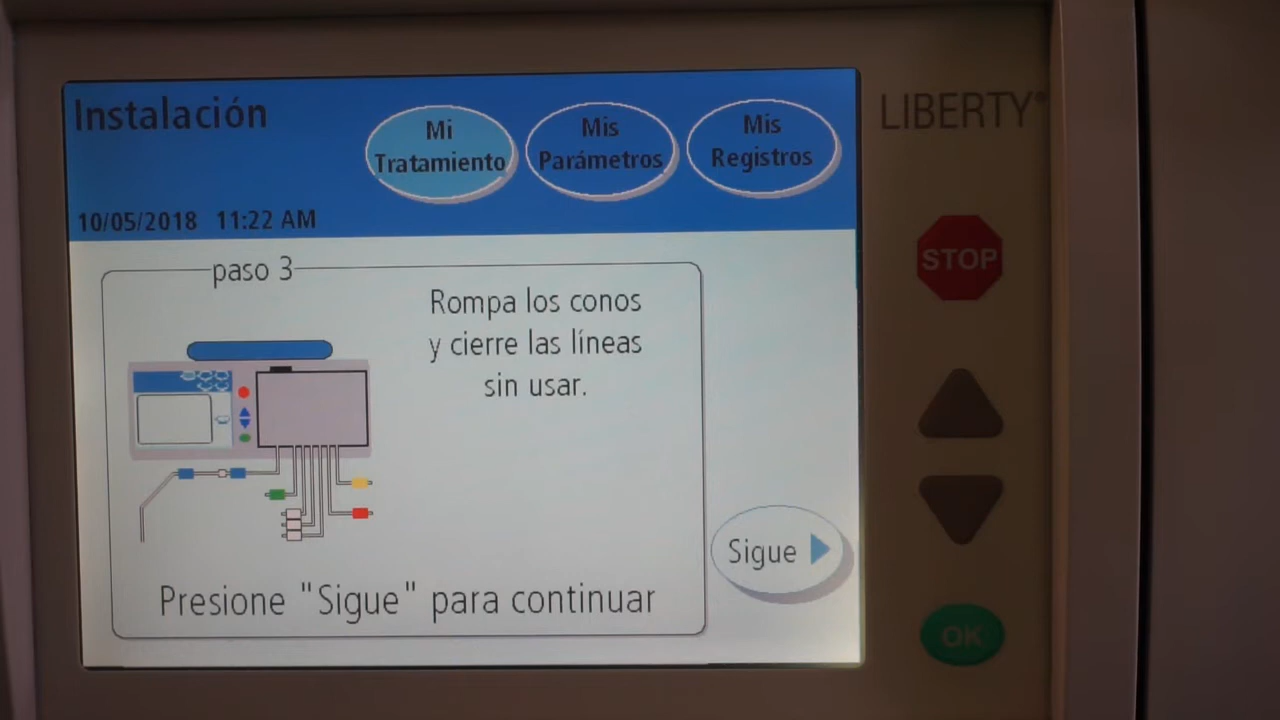 Instalación
Mi
Tratamiento
Mis
Parámetros
Mis
Registros
LIBERTY®
10/05/2018 11:22 AM
STOP
paso 3
Rompa los conos
y cierre las líneas
sin usar.
Sigue
Presione "Sigue" para continuar
OK